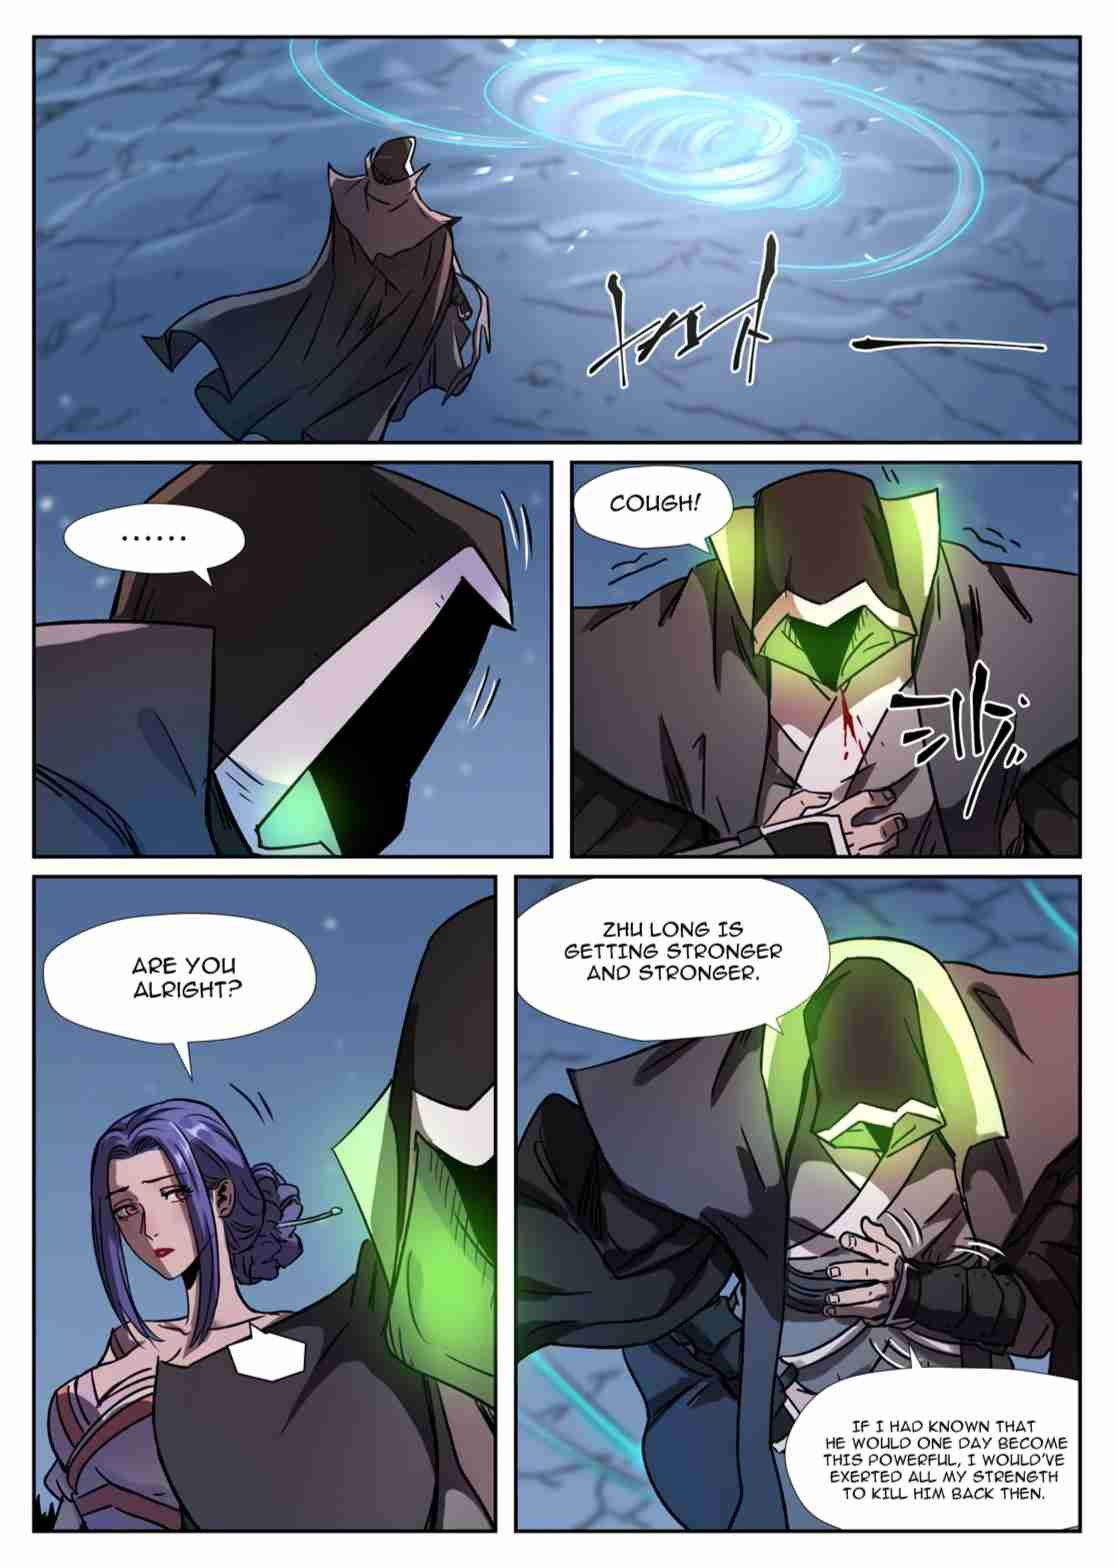 ......
COUGH!
ARE YOU
ALRIGHT?
ZHU LONG IS
GETTING STRONGER
AND STRONGER.
IF I HAD KNOWN THAT
HE WOULD ONE DAY BECOME
THIS POWERFUL, I WOULD'VE
EXERTED ALL MY STRENGTH
TO KILL HIM BACK THEN.